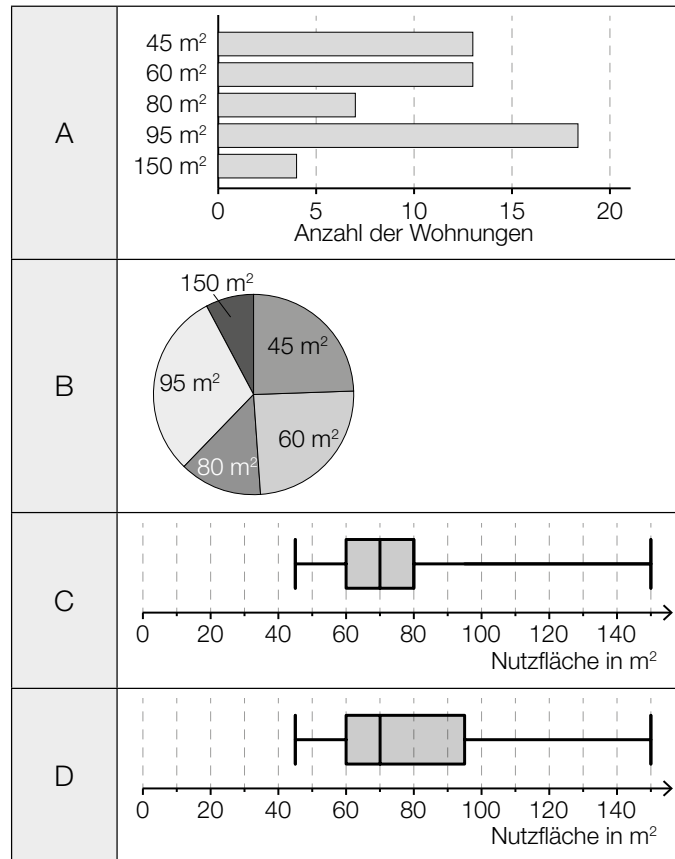 A
45 m²
60 m²
80 m²
95 m²
150 m²
0 5 10 15 20
Anzahl der Wohnungen
B
150 m²
45 m²
95 m²
60 m²
80 m²
C
0 20 40 60 80 100 120 140
Nutzfläche in m²
D
0 20 40 60 80 100 120 140
Nutzfläche in m²